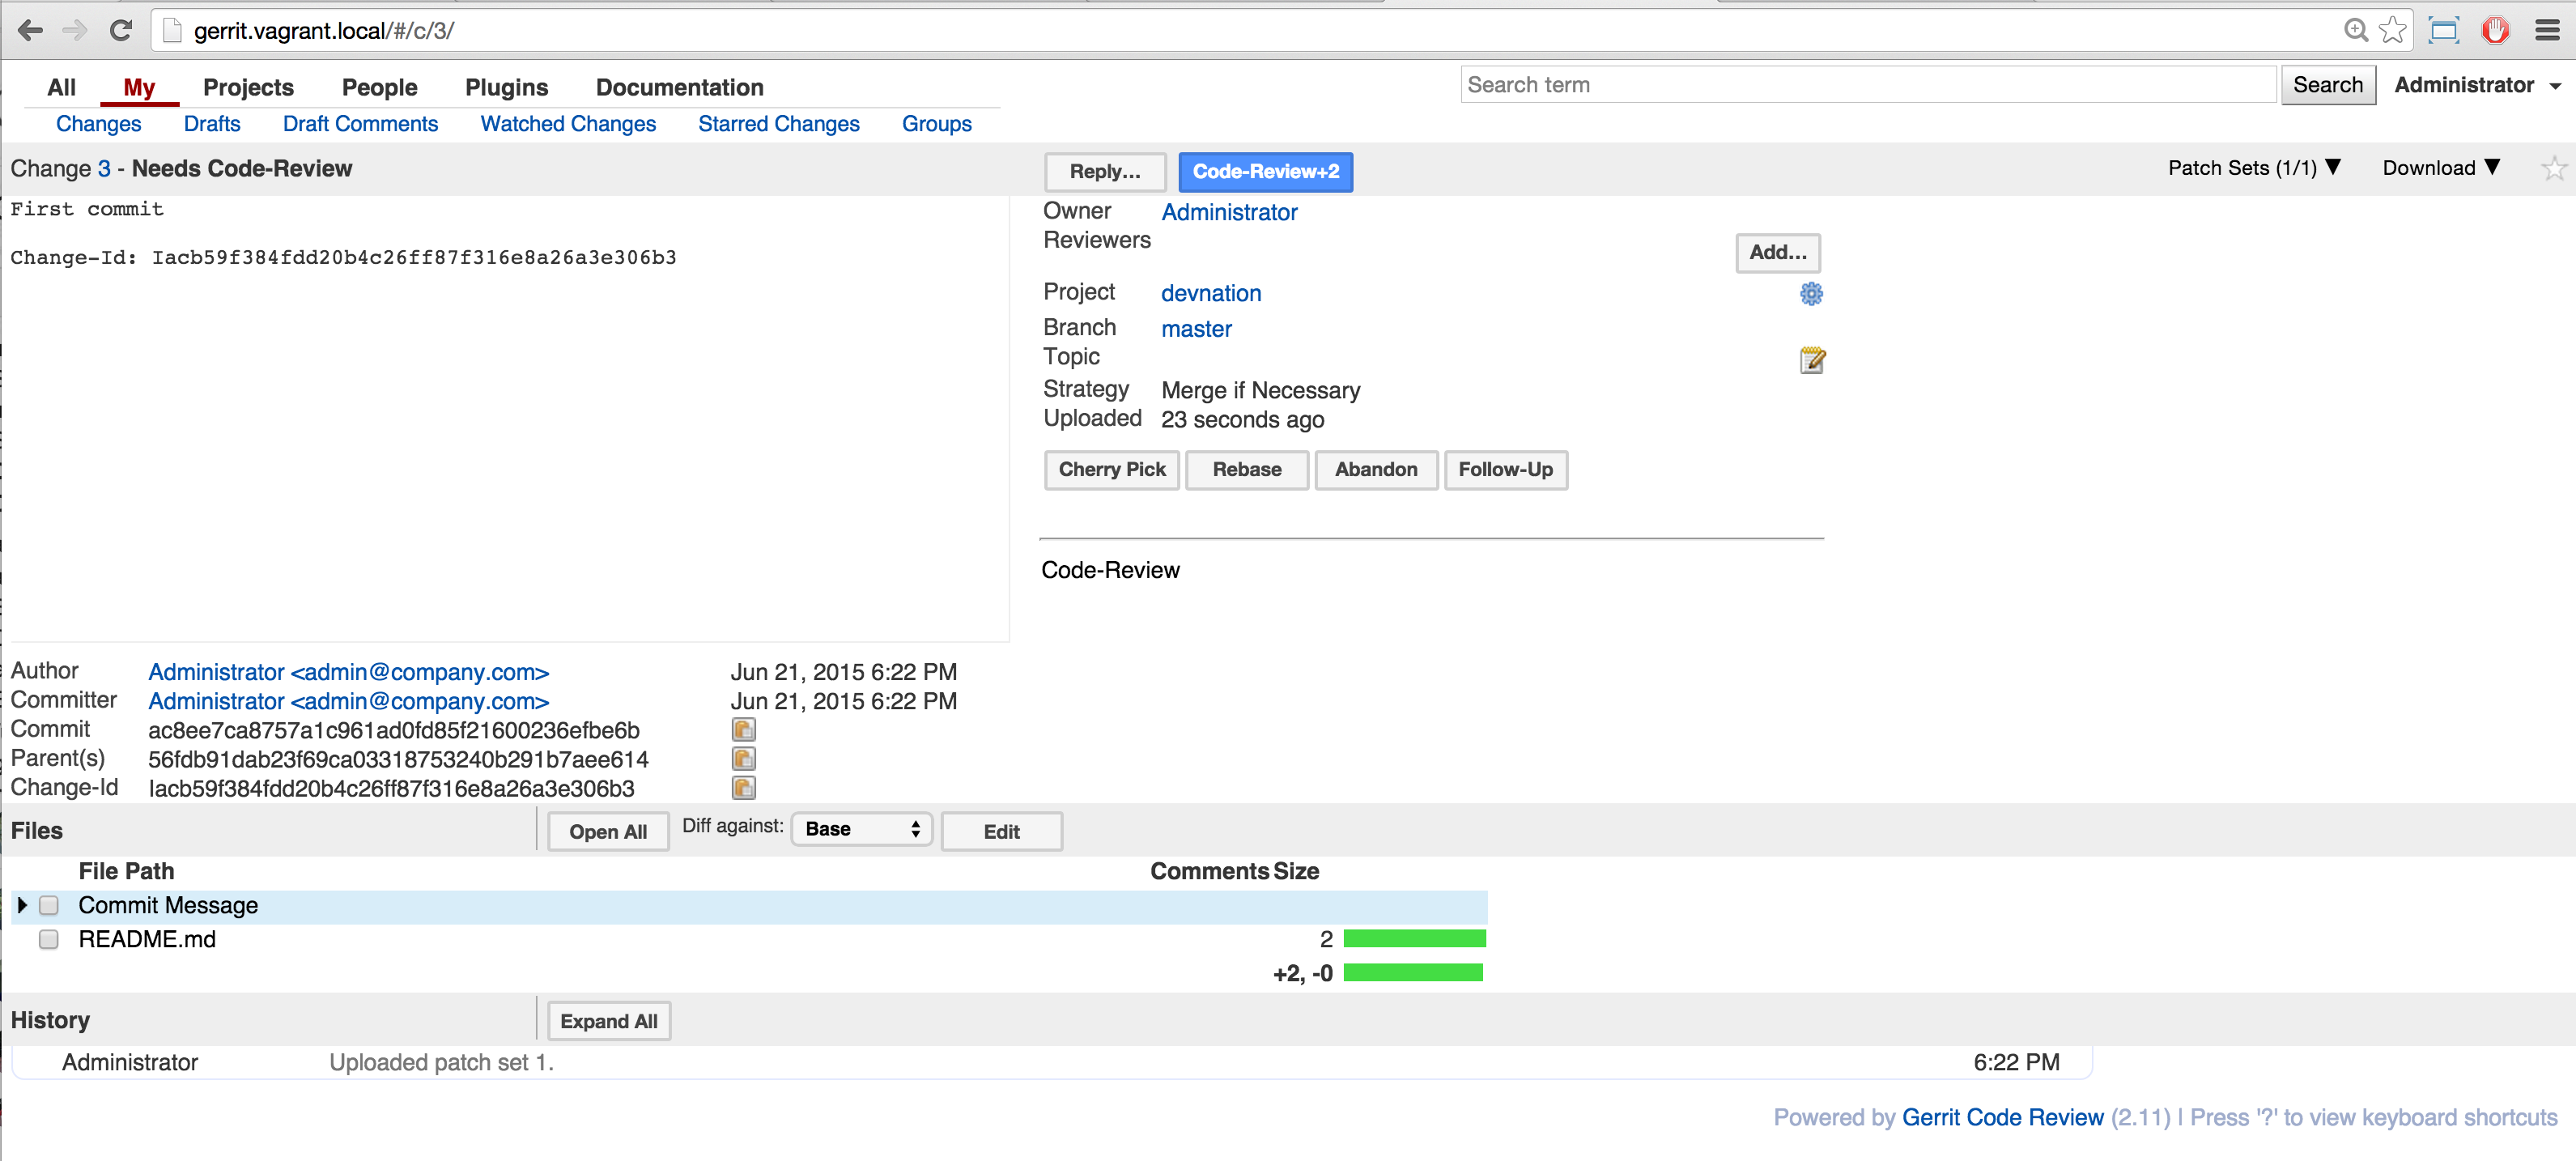 gerrit.vagrant.local/#/c/3/
All My Projects People Plugins Documentation
Search term Search Administrator
Changes Drafts Draft Comments Watched Changes Starred Changes Groups
Change 3 - Needs Code-Review Reply... Code-Review+2 Patch Sets (1/1) ▼ Download ▼
First commit
Change-Id: Iacb59f384fdd20b4c26ff87f316e8a26a3e306b3
Owner Administrator
Reviewers
Add...
Project devnation
Branch master
Topic
Strategy Merge if Necessary
Uploaded 23 seconds ago
Cherry Pick Rebase Abandon Follow-Up
Code-Review
Author Administrator <admin@company.com> Jun 21, 2015 6:22 PM
Committer Administrator <admin@company.com> Jun 21, 2015 6:22 PM
Commit ac8ee7ca8757a1c961ad0fd85f21600236efbe6b
Parent(s) 56fdb91dab23f69ca03318753240b291b7aee614
Change-Id Iacb59f384fdd20b4c26ff87f316e8a26a3e306b3
Files Open All Diff against: Base Edit
File Path Comments Size
Commit Message
README.md 2
+2, -0
History Expand All
Administrator Uploaded patch set 1. 6:22 PM
Powered by Gerrit Code Review (2.11) | Press '?' to view keyboard shortcuts